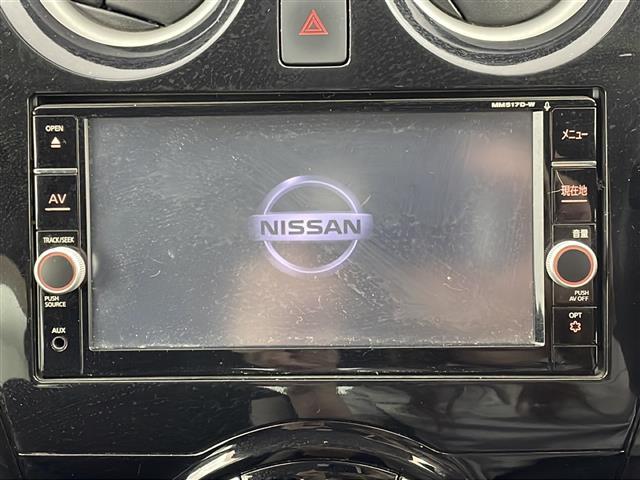 MM517D-W
OPEN
AV
TRACK/SEEK
PUSH
SOURCE
AUX
NISSAN
メニュー
現在地
音量
PUSH
AV OFF
OPT